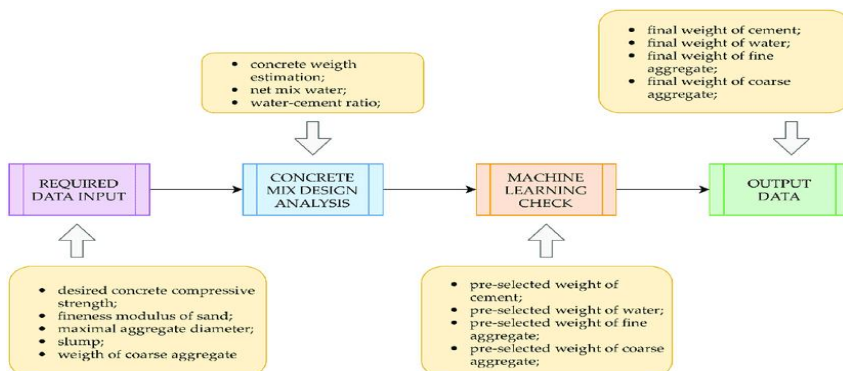 final weight of cement;
final weight of water;
final weight of fine
aggregate;
final weight of coarse
aggregate;
concrete weigth
estimation;
net mix water;
water-cement ratio;
REQUIRED
DATA INPUT
CONCRETE
MIX DESIGN
ANALYSIS
MACHINE
LEARNING
CHECK
OUTPUT
DATA
desired concrete compressive
strength;
fineness modulus of sand;
maximal aggregate diameter;
slump;
weigth of coarse aggregate
pre-selected weight of
cement;
pre-selected weight of water;
pre-selected weight of fine
aggregate;
pre-selected weight of coarse
aggregate;